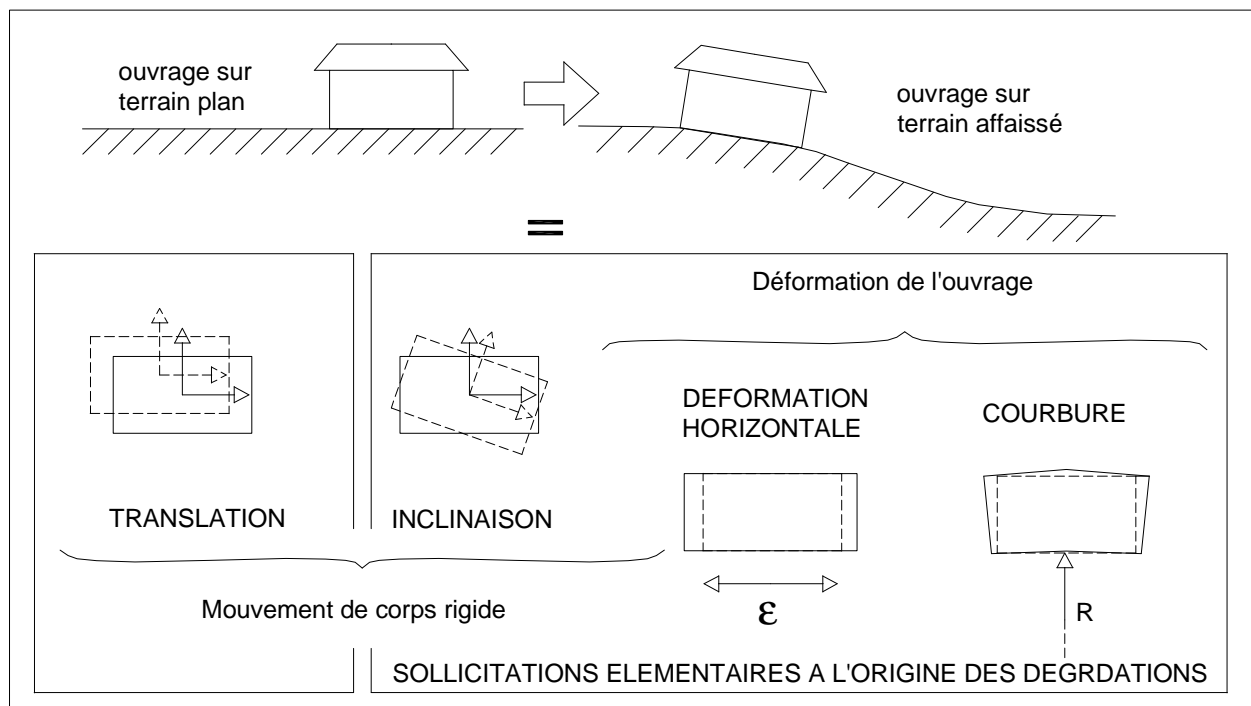 ouvrage sur
terrain plan
ouvrage sur
terrain affaissé
=
Déformation de l'ouvrage
DEFORMATION
HORIZONTALE
COURBURE
TRANSLATION
INCLINAISON
Mouvement de corps rigide
ε
R
SOLLICITATIONS ELEMENTAIRES A L'ORIGINE DES DEGRDATIONS